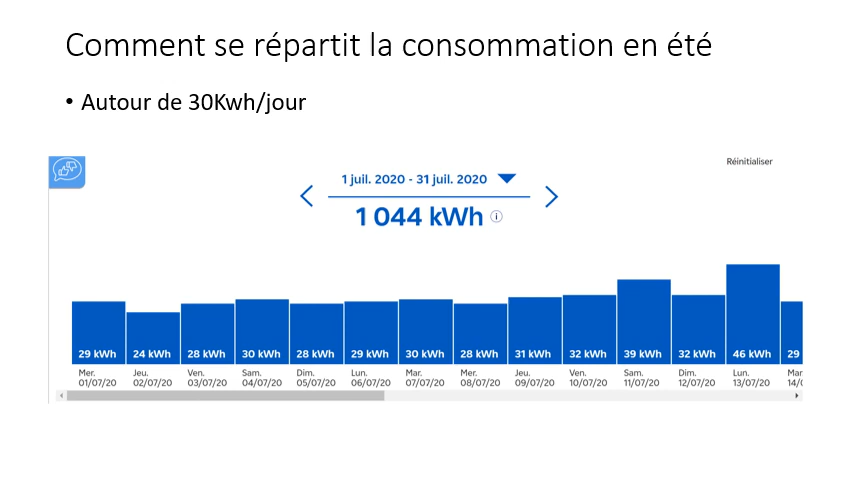 Comment se répartit la consommation en été
• Autour de 30Kwh/jour
Réinitialiser
1 juil. 2020 - 31 juil. 2020
1 044 kWh
29 kWh 24 kWh 28 kWh 30 kWh 28 kWh 29 kWh 30 kWh 28 kWh 31 kWh 32 kWh 39 kWh 32 kWh 46 kWh 29
Mer. Jeu. Ven. Sam. Dim. Lun. Mar. Mer. Jeu. Ven. Sam. Dim. Lun. Mar
01/07/20 02/07/20 03/07/20 04/07/20 05/07/20 06/07/20 07/07/20 08/07/20 09/07/20 10/07/20 11/07/20 12/07/20 13/07/20 14/0